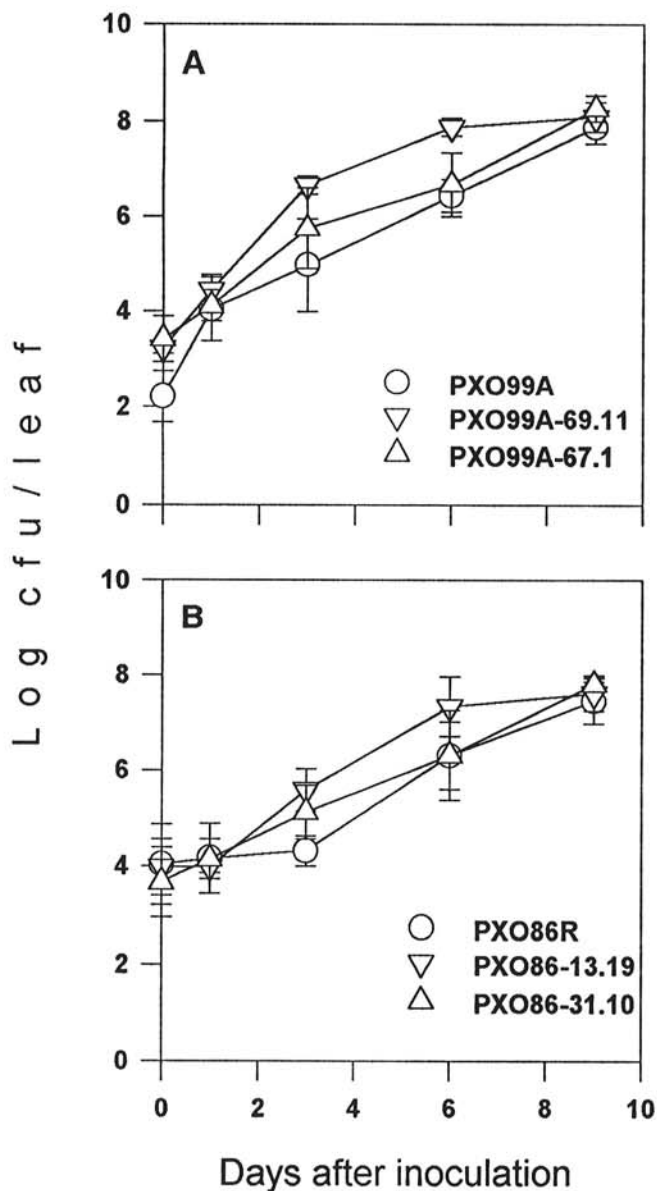 10
A
8
6
4
2
0
PXO99A
PXO99A-69.11
PXO99A-67.1
Log cfu/leaf
10
B
8
6
4
2
0
PXO86R
PXO86-13.19
PXO86-31.10
0 2 4 6 8 10
Days after inoculation